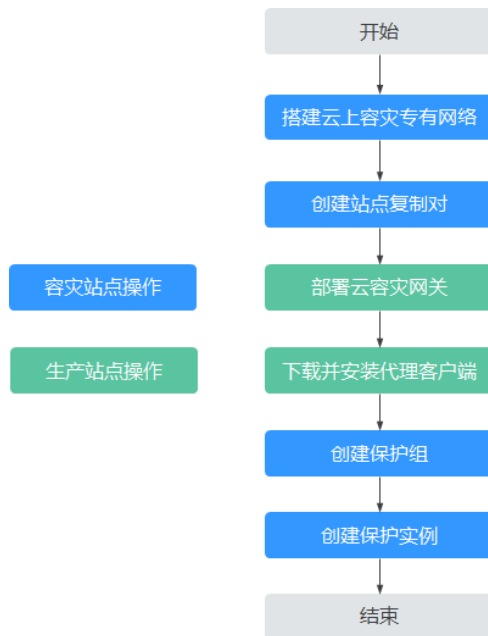 开始
搭建云上容灾专有网络
创建站点复制对
容灾站点操作
部署云容灾网关
生产站点操作
下载并安装代理客户端
创建保护组
创建保护实例
结束